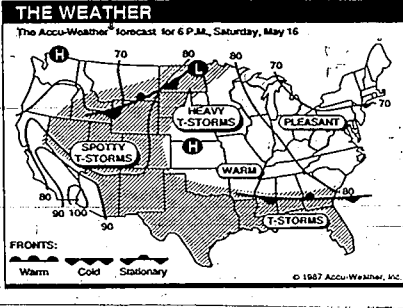 THE WEATHER
The Accu-Weather® forecast for 6 P.M., Saturday, May 16
H
70
80
L
80
70
HEAVY
T-STORMS
PLEASANT
70
SPOTTY
T-STORMS
H
WARM
80
80
90
100
90
T-STORMS
FRONTS:
Warm
Cold
Stationary
© 1987 Accu-Weather, Inc.